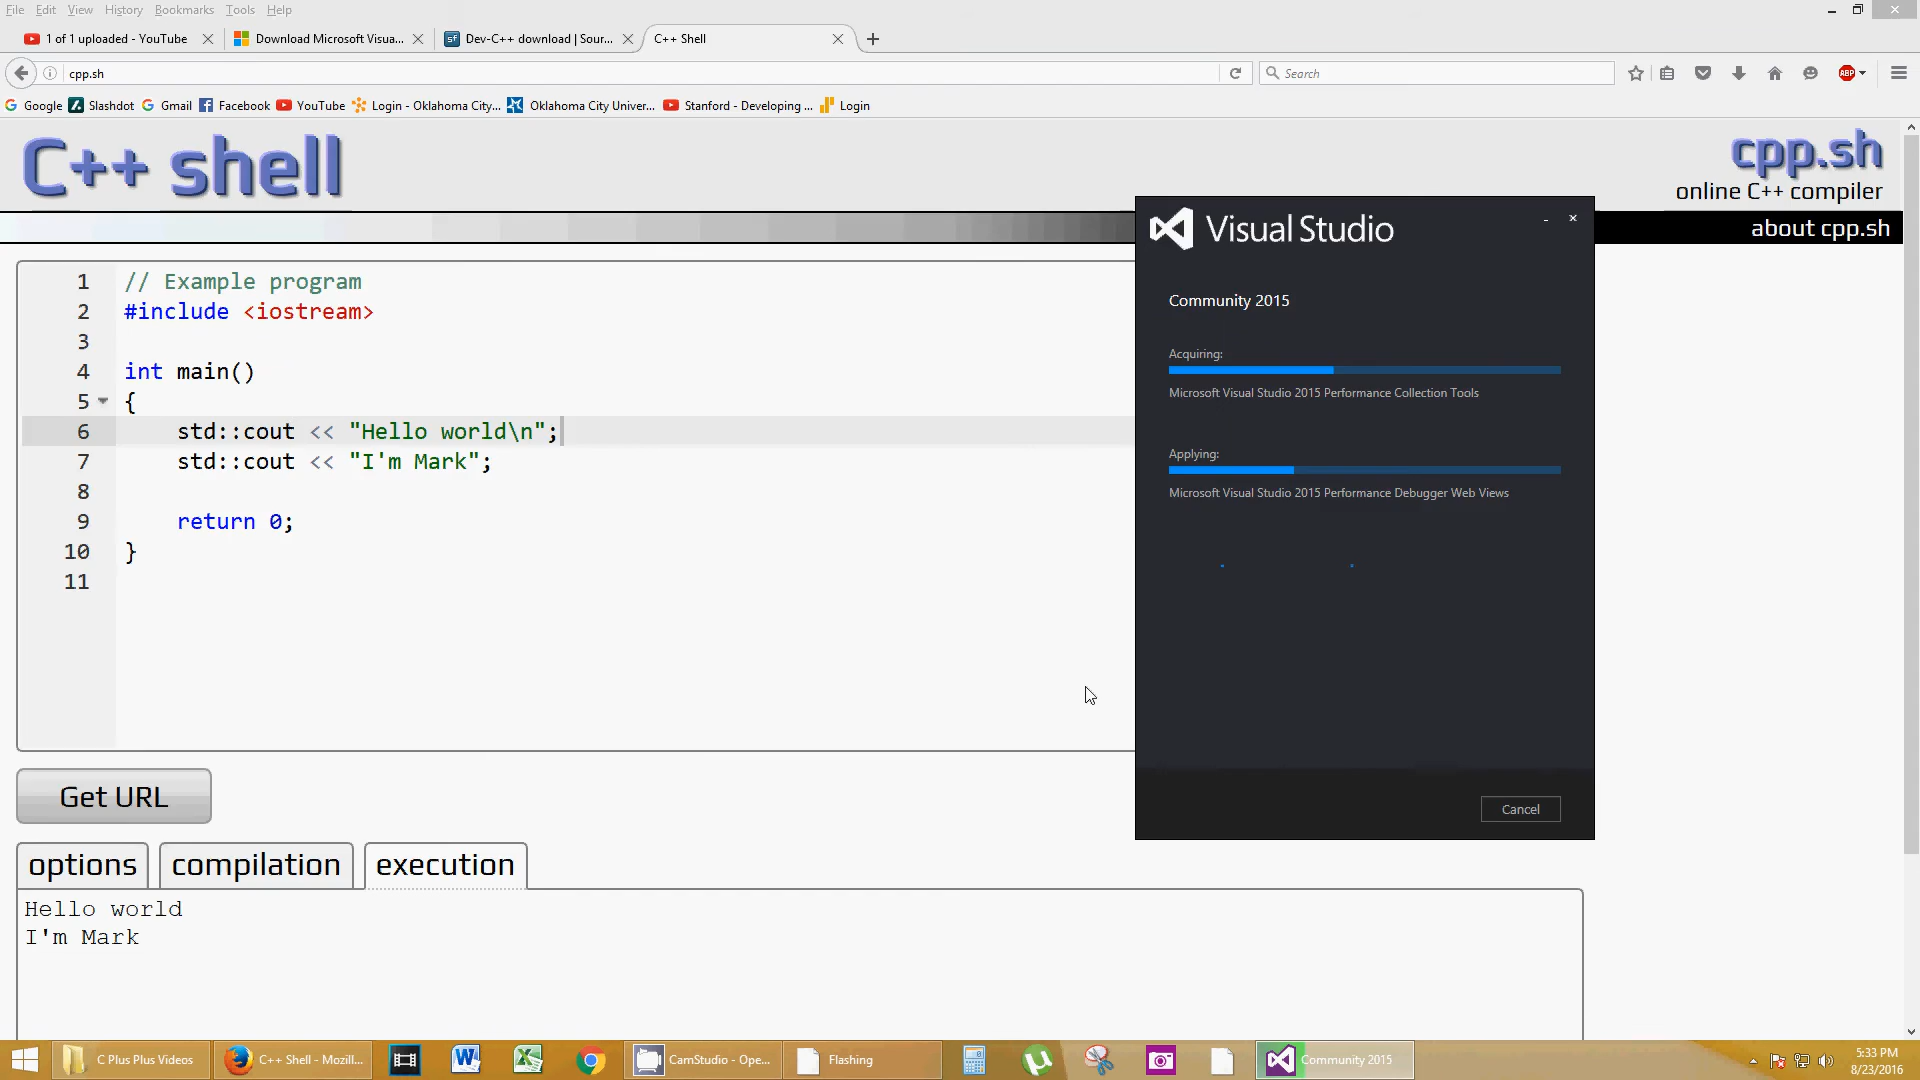 File Edit View History Bookmarks Tools Help
1 of 1 uploaded - YouTube
Download Microsoft Visua...
Dev-C++ download | Sour...
C++ Shell
cpp.sh
Search
ABP
Google Slashdot Gmail Facebook YouTube Login - Oklahoma City... Oklahoma City Univer... Stanford - Developing ... Login
C++ shell
cpp.sh
online C++ compiler
about cpp.sh
1 // Example program
2 #include <iostream>
3
4 int main()
5 {
6 std::cout << "Hello world\n";
7 std::cout << "I'm Mark";
8
9 return 0;
10 }
11
Visual Studio
Community 2015
Acquiring:
Microsoft Visual Studio 2015 Performance Collection Tools
Applying:
Microsoft Visual Studio 2015 Performance Debugger Web Views
Cancel
Get URL
options compilation execution
Hello world
I'm Mark
C Plus Plus Videos
C++ Shell - Mozill...
CamStudio - Ope...
Flashing
Community 2015
5:33 PM
8/23/2016